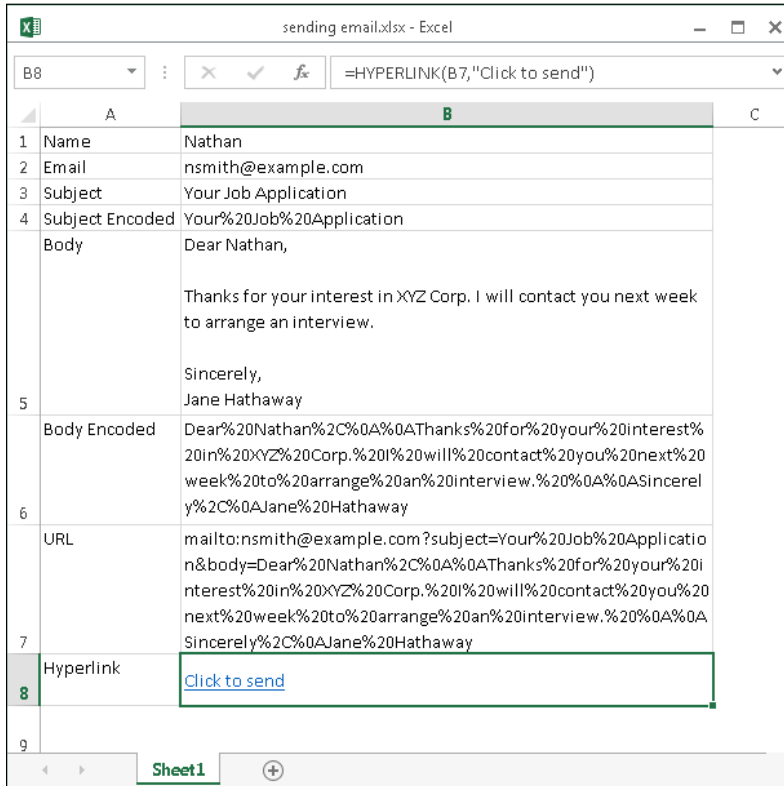 sending email.xlsx - Excel
B8 fx =HYPERLINK(B7,"Click to send")
A B C
1 Name Nathan
2 Email nsmith@example.com
3 Subject Your Job Application
4 Subject Encoded Your%20Job%20Application
Body Dear Nathan,
Thanks for your interest in XYZ Corp. I will contact you next week
to arrange an interview.
Sincerely,
5 Jane Hathaway
Body Encoded Dear%20Nathan%2C%0A%0AThanks%20for%20your%20interest%
20in%20XYZ%20Corp.%20I%20will%20contact%20you%20next%20
week%20to%20arrange%20an%20interview.%20%0A%0ASincerel
6 y%2C%0AJane%20Hathaway
URL mailto:nsmith@example.com?subject=Your%20Job%20Applicatio
n&body=Dear%20Nathan%2C%0A%0AThanks%20for%20your%20i
nterest%20in%20XYZ%20Corp.%20I%20will%20contact%20you%20
next%20week%20to%20arrange%20an%20interview.%20%0A%0A
7 Sincerely%2C%0AJane%20Hathaway
Hyperlink
8 Click to send
9
Sheet1